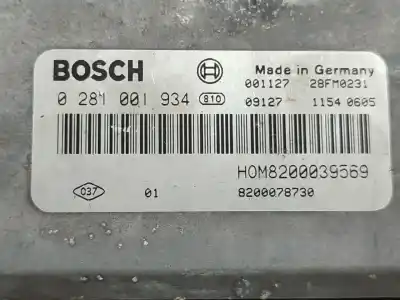 BOSCH Made in Germany
001127 28FM0231
0 281 001 934 810 09127 1154 0605
HOM8200039569
037 01 8200078730